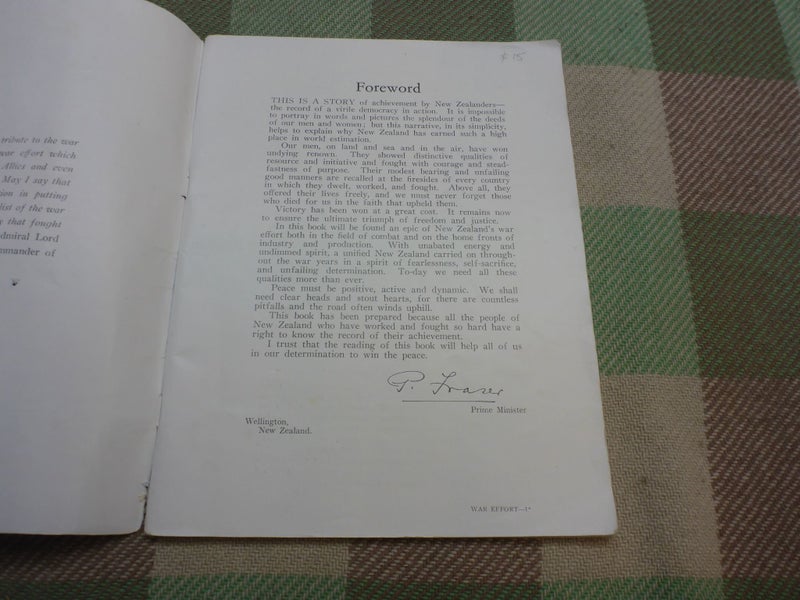 ribute to the war
war effort which
Allies and even
May I say that
ion in putting
list of the war
y that fought
dmiral Lord
mmander of
$15
Foreword
THIS IS A STORY of achievement by New Zealanders—
the record of a virile democracy in action. It is impossible
to portray in words and pictures the splendour of the deeds
of our men and women; but this narrative, in its simplicity,
helps to explain why New Zealand has earned such a high
place in world estimation.
Our men, on land and sea and in the air, have won
undying renown. They showed distinctive qualities of
resource and initiative and fought with courage and stead-
fastness of purpose. Their modest bearing and unfailing
good manners are recalled at the firesides of every country
in which they dwelt, worked, and fought. Above all, they
offered their lives freely, and we must never forget those
who died for us in the faith that upheld them.
Victory has been won at a great cost. It remains now
to ensure the ultimate triumph of freedom and justice.
In this book will be found an epic of New Zealand's war
effort both in the field of combat and on the home fronts of
industry and production. With unabated energy and
undimmed spirit, a unified New Zealand carried on through-
out the war years in a spirit of fearlessness, self-sacrifice,
and unfailing determination. To-day we need all these
qualities more than ever.
Peace must be positive, active and dynamic. We shall
need clear heads and stout hearts, for there are countless
pitfalls and the road often winds uphill.
This book has been prepared because all the people of
New Zealand who have worked and fought so hard have a
right to know the record of their achievement.
I trust that the reading of this book will help all of us
in our determination to win the peace.
P. Fraser
Prime Minister
Wellington,
New Zealand.
WAR EFFORT—1*